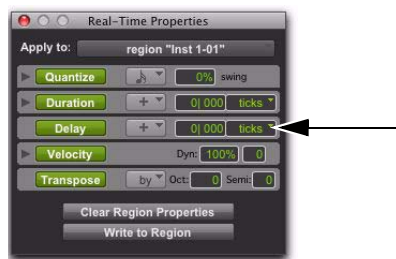 Real-Time Properties
Apply to: region "Inst 1-01"
Quantize 0% swing
Duration + 0| 000 ticks
Delay + 0| 000 ticks
Velocity Dyn: 100% 0
Transpose by Oct: 0 Semi: 0
Clear Region Properties
Write to Region